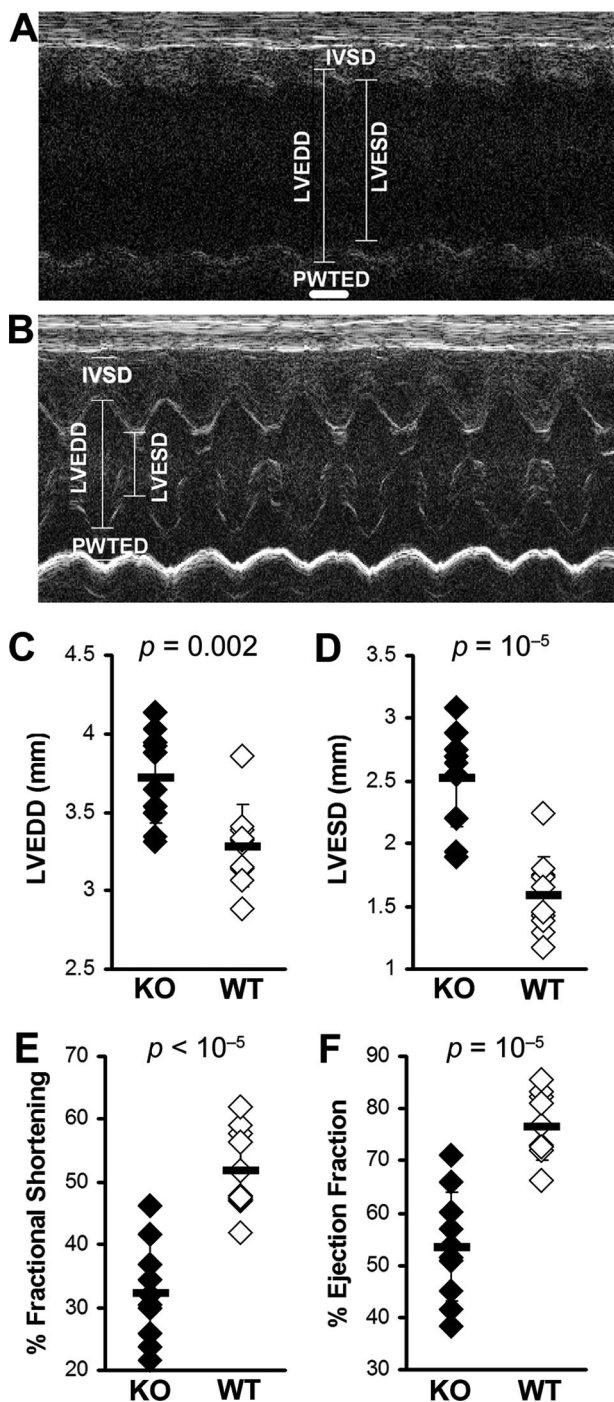 A
IVSD
LVEDD
LVESD
PWTED
B
IVSD
LVEDD
LVESD
PWTED
C
p = 0.002
4.5
4
3.5
3
2.5
LVEDD (mm)
KO WT
D
p = 10⁻⁵
3.5
3
2.5
2
1.5
1
LVESD (mm)
KO WT
E
p < 10⁻⁵
70
60
50
40
30
20
% Fractional Shortening
KO WT
F
p = 10⁻⁵
90
80
70
60
50
40
30
% Ejection Fraction
KO WT